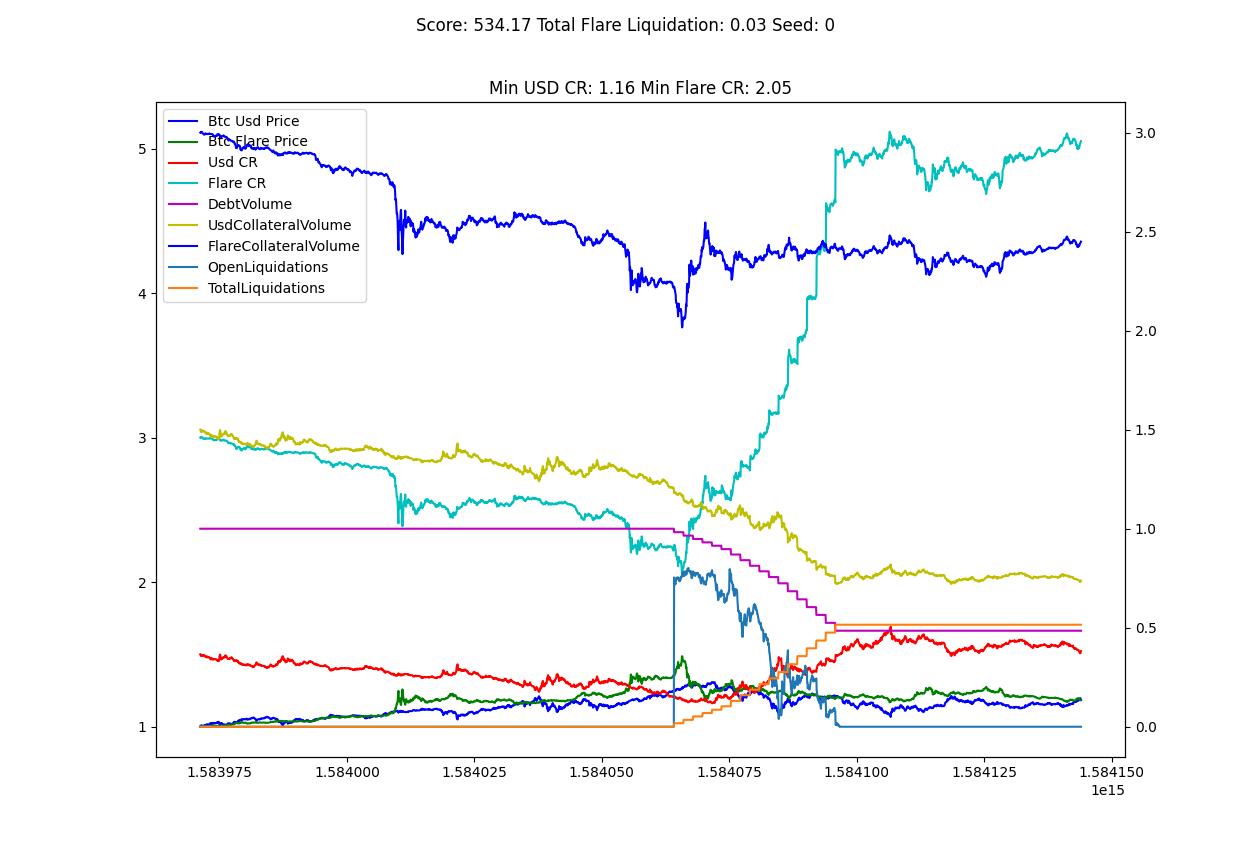 Score: 534.17 Total Flare Liquidation: 0.03 Seed: 0
Min USD CR: 1.16 Min Flare CR: 2.05
Btc Usd Price
Btc Flare Price
Usd CR
Flare CR
DebtVolume
UsdCollateralVolume
FlareCollateralVolume
OpenLiquidations
TotalLiquidations
5
4
3
2
1
3.0
2.5
2.0
1.5
1.0
0.5
0.0
1.583975 1.584000 1.584025 1.584050 1.584075 1.584100 1.584125 1.584150
1e15